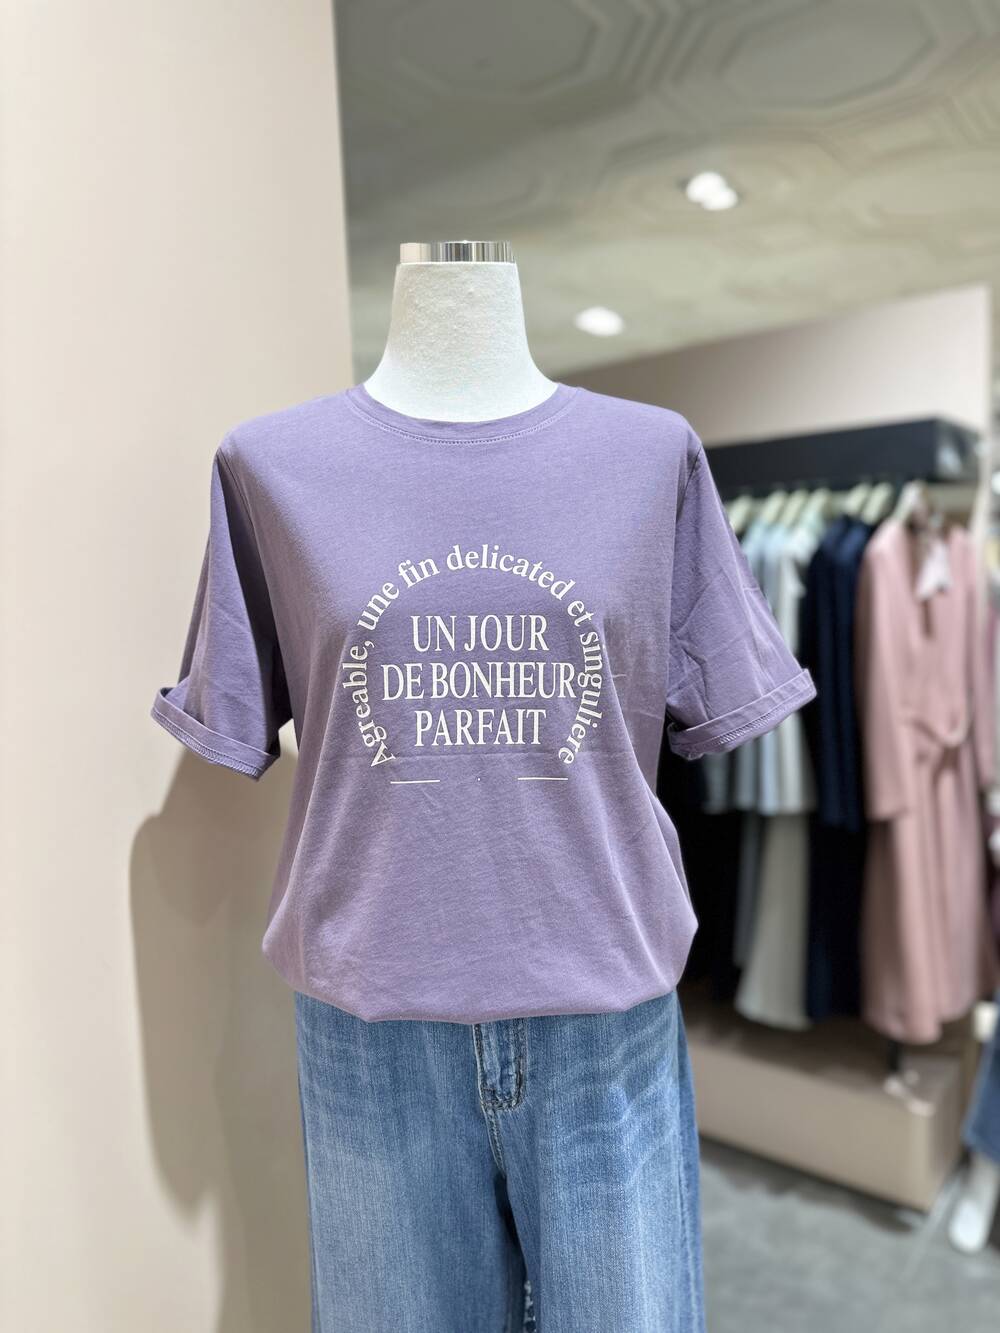 Agreable, une fin delicated et singuliere
UN JOUR
DE BONHEUR
PARFAIT